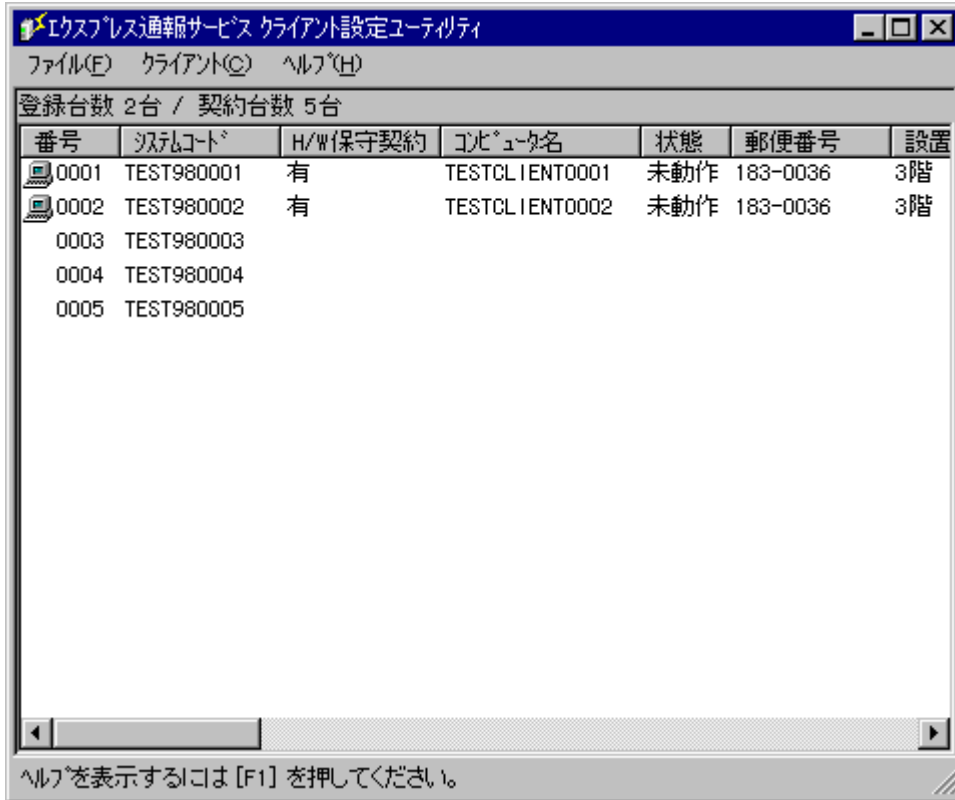 ｴｸｽﾌﾟﾚｽ通報ｻｰﾋﾞｽ ｸﾗｲｱﾝﾄ設定ﾕｰﾃｨﾘﾃｨ
ﾌｧｲﾙ(F) ｸﾗｲｱﾝﾄ(C) ﾍﾙﾌﾟ(H)
登録台数 2台 / 契約台数 5台
番号 ｼｽﾃﾑｺｰﾄﾞ H/W保守契約 ｺﾝﾋﾟｭｰﾀ名 状態 郵便番号 設置
0001 TEST980001 有 TESTCLIENT0001 未動作 183-0036 3階
0002 TEST980002 有 TESTCLIENT0002 未動作 183-0036 3階
0003 TEST980003
0004 TEST980004
0005 TEST980005
ﾍﾙﾌﾟを表示するには [F1] を押してください。